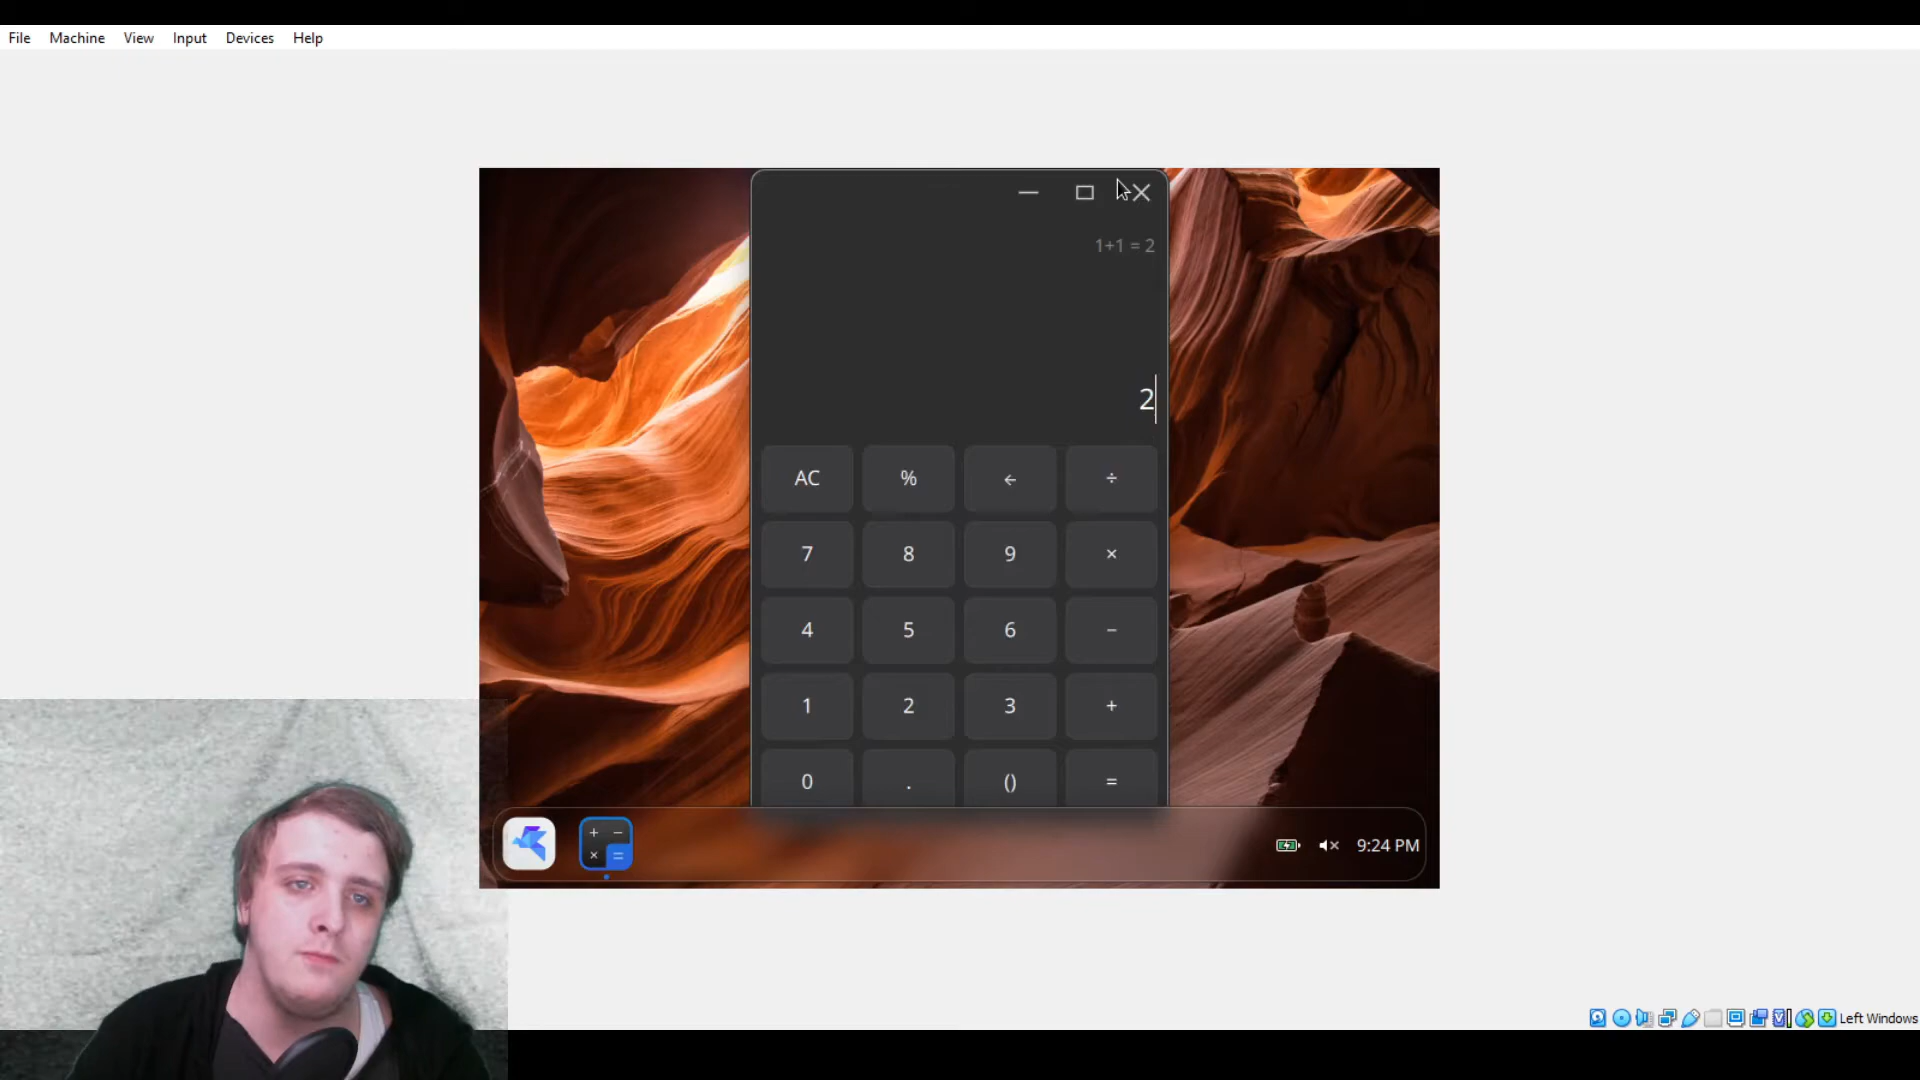 File Machine View Input Devices Help
1+1 = 2
2
AC % ← ÷
7 8 9 ×
4 5 6 −
1 2 3 +
0 . () =
+ −
× =
9:24 PM
Left Windows